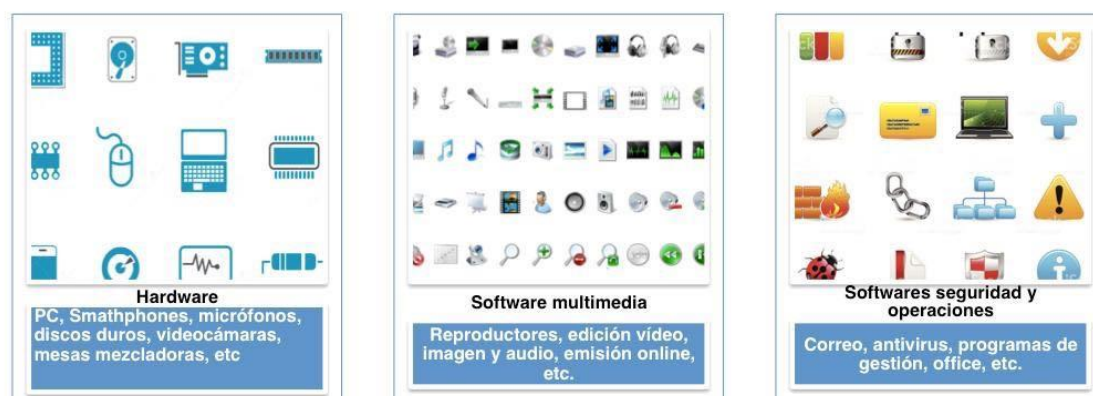 Hardware
PC, Smathphones, micrófonos,
discos duros, videocámaras,
mesas mezcladoras, etc
Software multimedia
Reproductores, edición vídeo,
imagen y audio, emisión online,
etc.
Softwares seguridad y
operaciones
Correo, antivirus, programas de
gestión, office, etc.